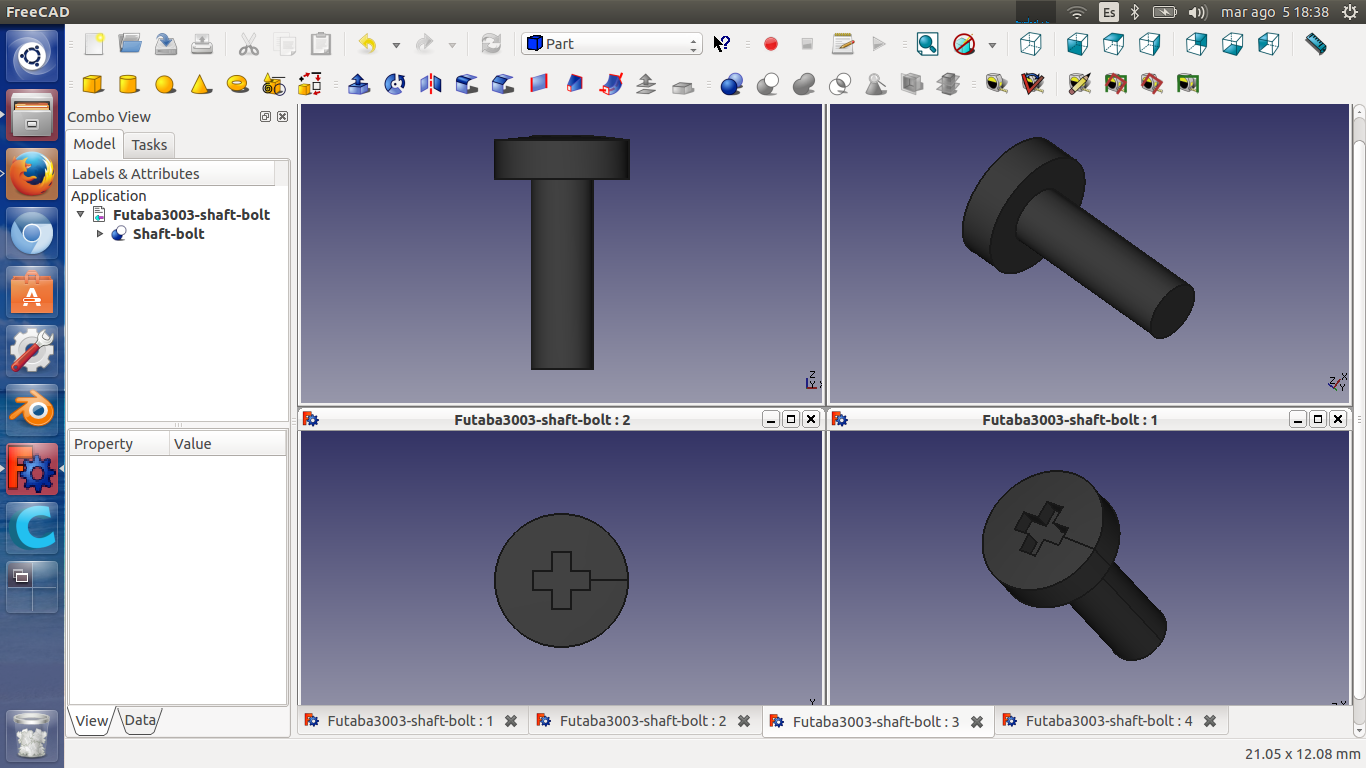 FreeCAD
Es
mar ago 5 18:38
Part
Combo View
Model
Tasks
Labels & Attributes
Application
Futaba3003-shaft-bolt
Shaft-bolt
Property
Value
View
Data
Z
Y
X
Z
X
Y
Futaba3003-shaft-bolt : 2
Futaba3003-shaft-bolt : 1
Futaba3003-shaft-bolt : 1
Futaba3003-shaft-bolt : 2
Futaba3003-shaft-bolt : 3
Futaba3003-shaft-bolt : 4
21.05 x 12.08 mm